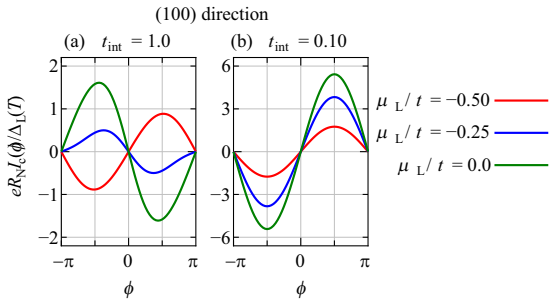 (100) direction
(a) t_int = 1.0
(b) t_int = 0.10
eR_N I_c(ϕ)/Δ_L(T)
2
1
0
−1
−2
−π 0 π
ϕ
6
3
0
−3
−6
−π 0 π
ϕ
μ_L/t = −0.50
μ_L/t = −0.25
μ_L/t = 0.0